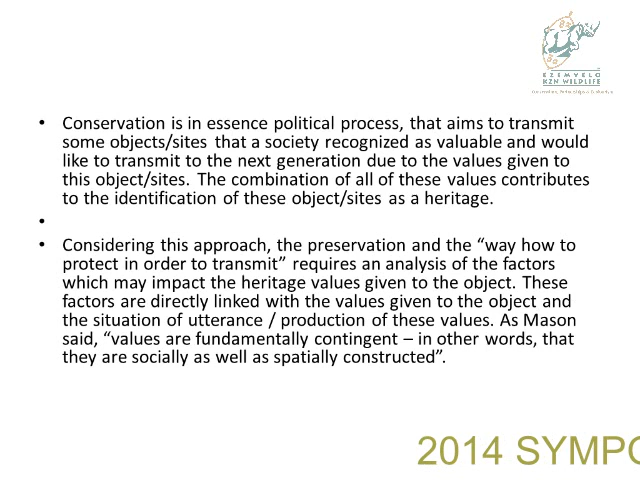 EZEMVELO
KZN WILDLIFE
• Conservation is in essence political process, that aims to transmit
some objects/sites that a society recognized as valuable and would
like to transmit to the next generation due to the values given to
this object/sites. The combination of all of these values contributes
to the identification of these object/sites as a heritage.
•
• Considering this approach, the preservation and the “way how to
protect in order to transmit” requires an analysis of the factors
which may impact the heritage values given to the object. These
factors are directly linked with the values given to the object and
the situation of utterance / production of these values. As Mason
said, “values are fundamentally contingent – in other words, that
they are socially as well as spatially constructed”.
2014 SYMPO